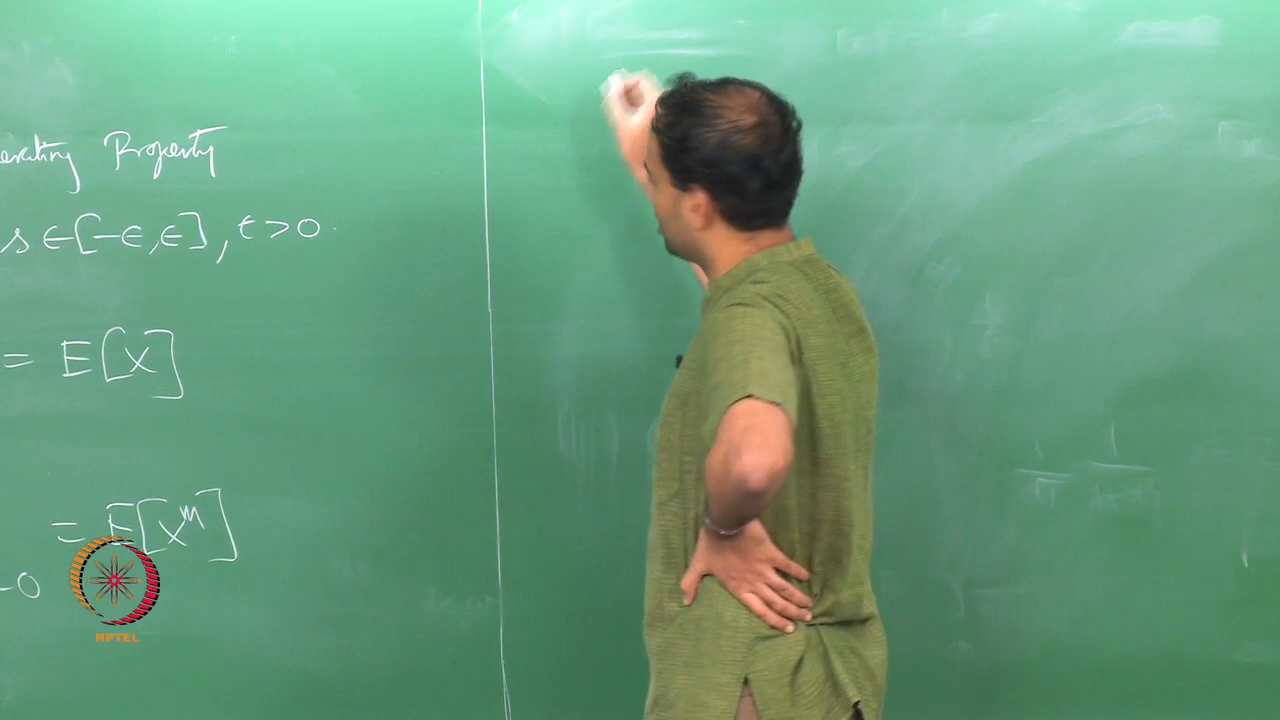 Property
s ∈ [-ε, ε], ε > 0.
= E[X]
= E[X^m]
-0
NPTEL